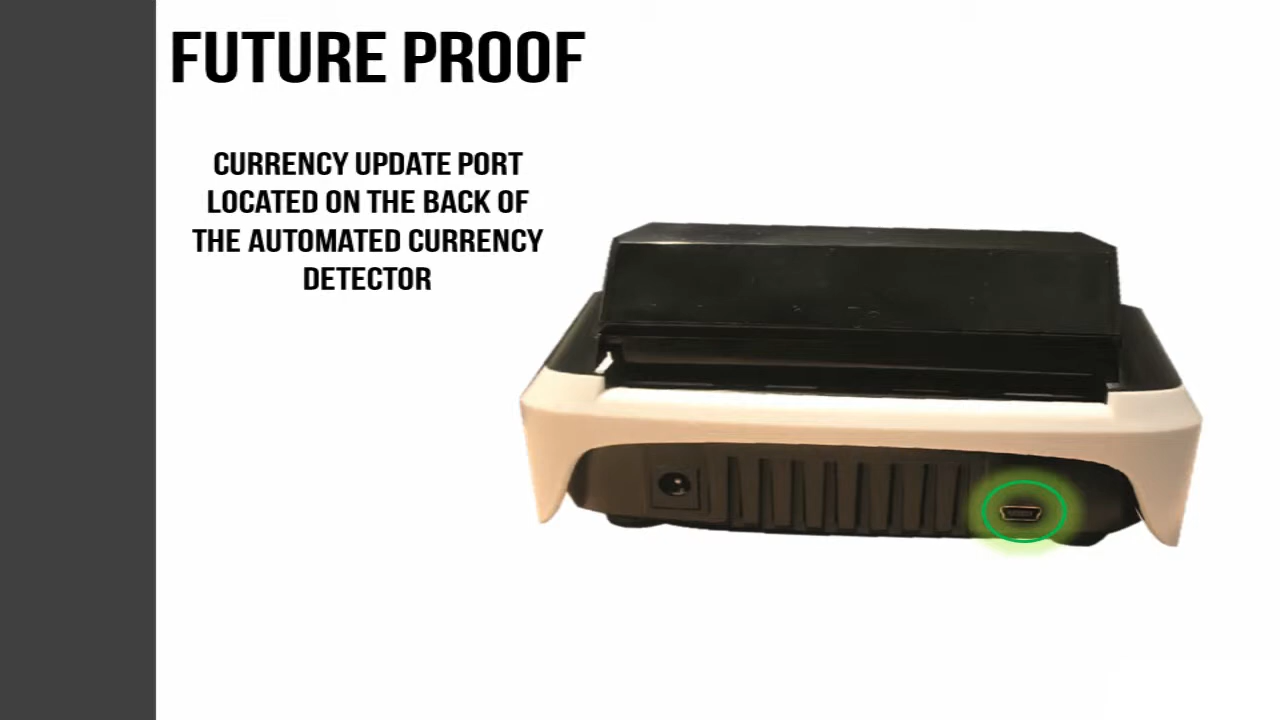 FUTURE PROOF
CURRENCY UPDATE PORT
LOCATED ON THE BACK OF
THE AUTOMATED CURRENCY
DETECTOR